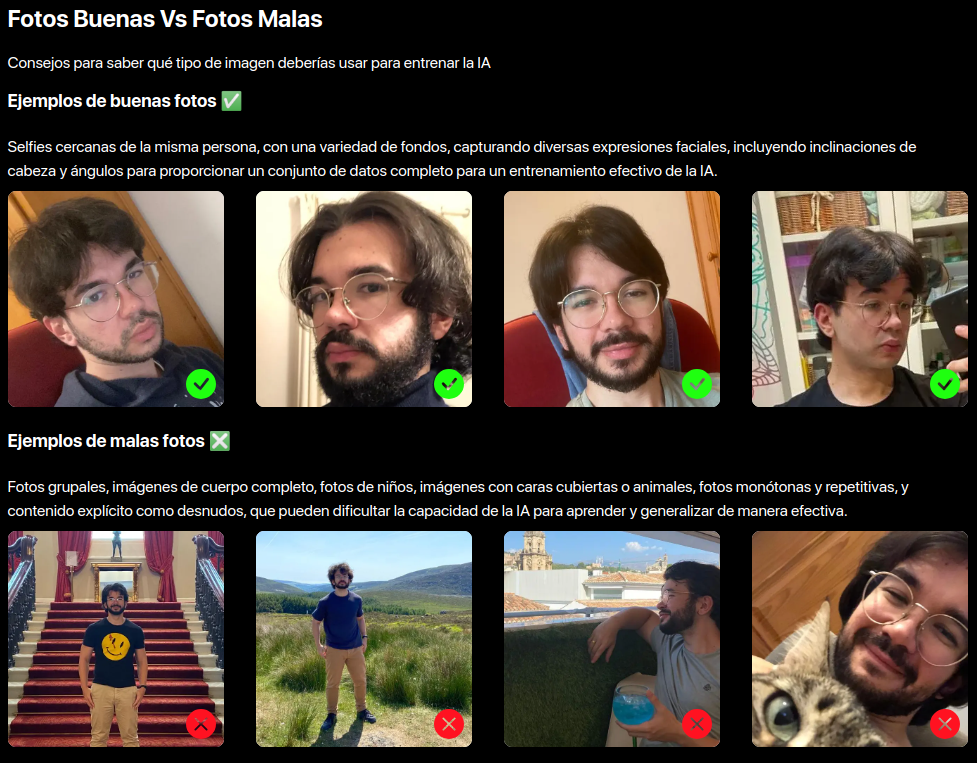 Fotos Buenas Vs Fotos Malas
Consejos para saber qué tipo de imagen deberías usar para entrenar la IA
Ejemplos de buenas fotos ✅
Selfies cercanas de la misma persona, con una variedad de fondos, capturando diversas expresiones faciales, incluyendo inclinaciones de
cabeza y ángulos para proporcionar un conjunto de datos completo para un entrenamiento efectivo de la IA.
Ejemplos de malas fotos ❎
Fotos grupales, imágenes de cuerpo completo, fotos de niños, imágenes con caras cubiertas o animales, fotos monótonas y repetitivas, y
contenido explícito como desnudos, que pueden dificultar la capacidad de la IA para aprender y generalizar de manera efectiva.